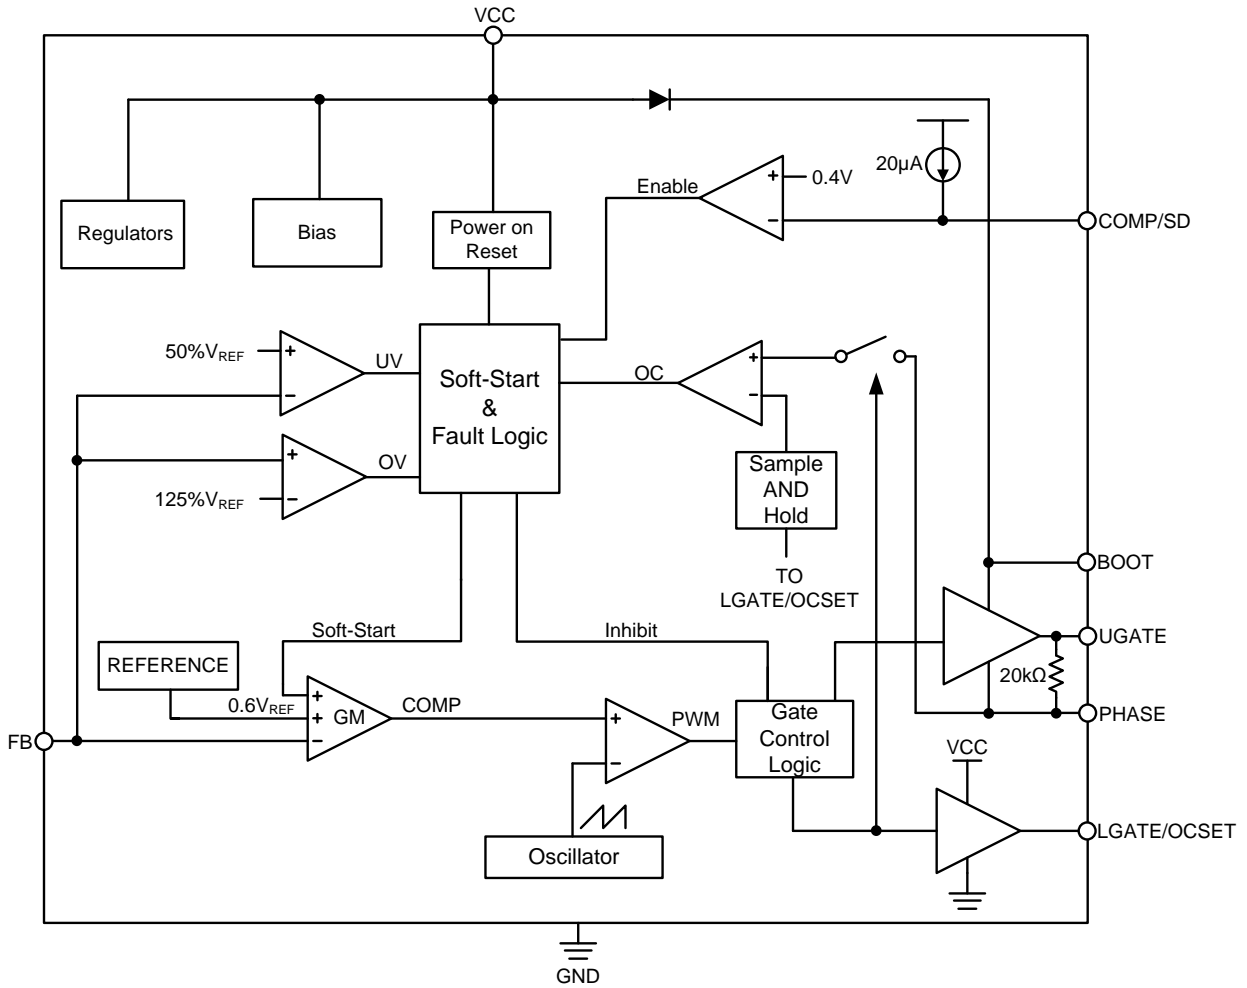 VCC
20µA
Enable
+
0.4V
−
COMP/SD
Regulators
Bias
Power on
Reset
50%VREF
+
−
UV
Soft-Start
&
Fault Logic
OC
+
−
+
−
OV
125%VREF
Sample
AND
Hold
TO
LGATE/OCSET
BOOT
Soft-Start
Inhibit
UGATE
REFERENCE
20kΩ
0.6VREF
+
+
−
GM
COMP
+
−
PWM
Gate
Control
Logic
PHASE
FB
VCC
LGATE/OCSET
Oscillator
GND